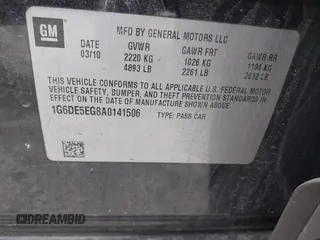 GM
MFD BY GENERAL MOTORS LLC
DATE GVWR GAWR FRT GAWR RR
03/10 2220 KG 1026 KG 1194 KG
4893 LB 2261 LB 2632 LB
THIS VEHICLE CONFORMS TO ALL APPLICABLE U.S. FEDERAL MOTOR
VEHICLE SAFETY, BUMPER, AND THEFT PREVENTION STANDARDS IN
EFFECT ON THE DATE OF MANUFACTURE SHOWN ABOVE.
1G6DE5EG8A0141506 TYPE: PASS CAR
DREAMBID